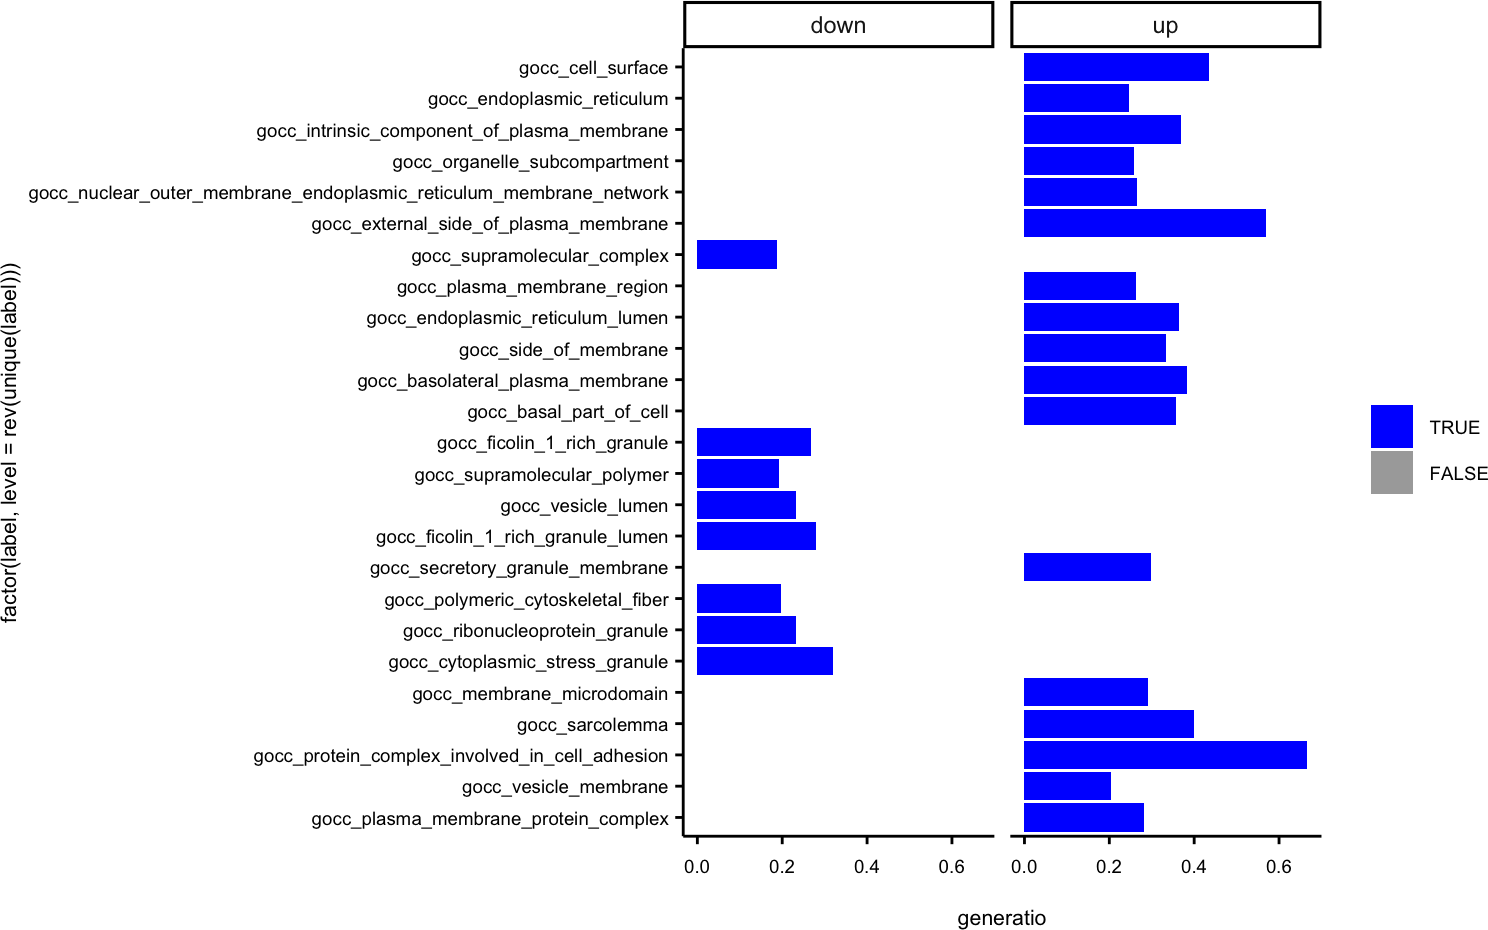 down
up
gocc_cell_surface
gocc_endoplasmic_reticulum
gocc_intrinsic_component_of_plasma_membrane
gocc_organelle_subcompartment
gocc_nuclear_outer_membrane_endoplasmic_reticulum_membrane_network
gocc_external_side_of_plasma_membrane
gocc_supramolecular_complex
gocc_plasma_membrane_region
gocc_endoplasmic_reticulum_lumen
gocc_side_of_membrane
gocc_basolateral_plasma_membrane
gocc_basal_part_of_cell
gocc_ficolin_1_rich_granule
gocc_supramolecular_polymer
gocc_vesicle_lumen
gocc_ficolin_1_rich_granule_lumen
gocc_secretory_granule_membrane
gocc_polymeric_cytoskeletal_fiber
gocc_ribonucleoprotein_granule
gocc_cytoplasmic_stress_granule
gocc_membrane_microdomain
gocc_sarcolemma
gocc_protein_complex_involved_in_cell_adhesion
gocc_vesicle_membrane
gocc_plasma_membrane_protein_complex
factor(label, level = rev(unique(label)))
0.0 0.2 0.4 0.6
0.0 0.2 0.4 0.6
generatio
TRUE
FALSE